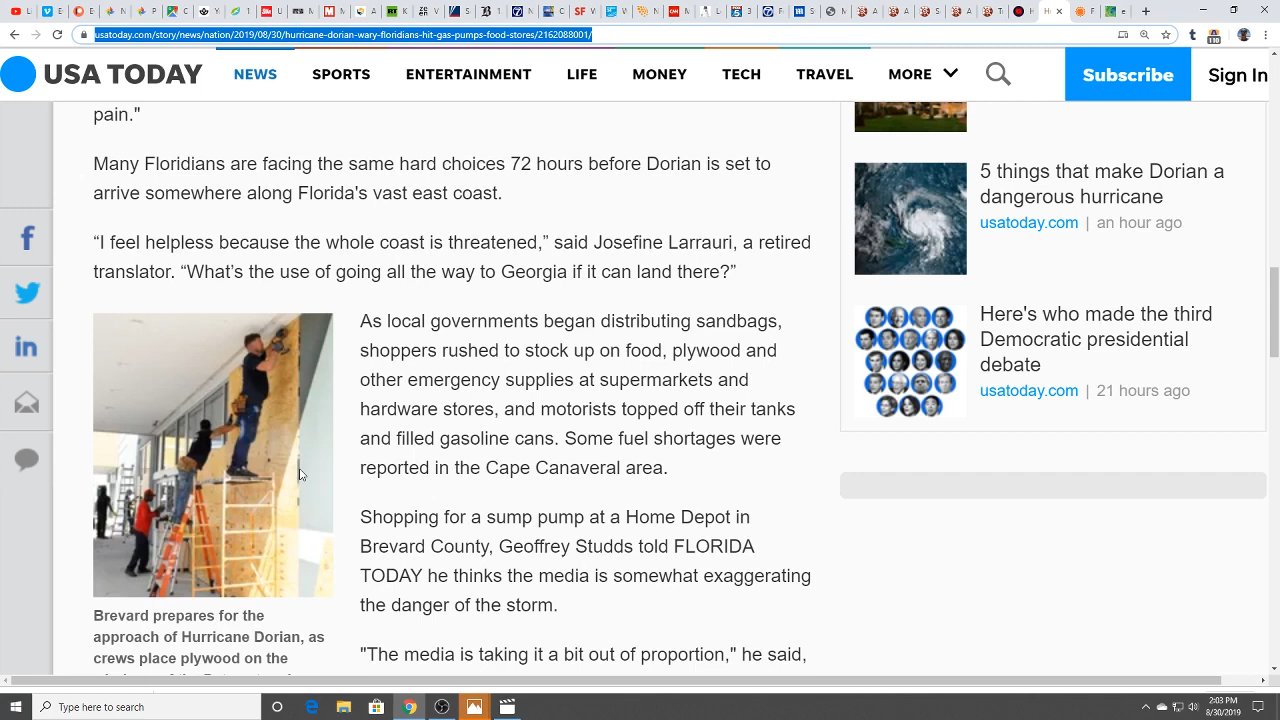 usatoday.com/story/news/nation/2019/08/30/hurricane-dorian-wary-floridians-hit-gas-pumps-food-stores/2162088001/
110
USA TODAY
NEWS
SPORTS
ENTERTAINMENT
LIFE
MONEY
TECH
TRAVEL
MORE
Subscribe
Sign In
pain."
Many Floridians are facing the same hard choices 72 hours before Dorian is set to
arrive somewhere along Florida's vast east coast.
“I feel helpless because the whole coast is threatened,” said Josefine Larrauri, a retired
translator. “What’s the use of going all the way to Georgia if it can land there?”
As local governments began distributing sandbags,
shoppers rushed to stock up on food, plywood and
other emergency supplies at supermarkets and
hardware stores, and motorists topped off their tanks
and filled gasoline cans. Some fuel shortages were
reported in the Cape Canaveral area.
Shopping for a sump pump at a Home Depot in
Brevard County, Geoffrey Studds told FLORIDA
TODAY he thinks the media is somewhat exaggerating
the danger of the storm.
"The media is taking it a bit out of proportion," he said,
Brevard prepares for the
approach of Hurricane Dorian, as
crews place plywood on the
5 things that make Dorian a
dangerous hurricane
usatoday.com | an hour ago
Here's who made the third
Democratic presidential
debate
usatoday.com | 21 hours ago
Type here to search
2:03 PM
8/30/2019